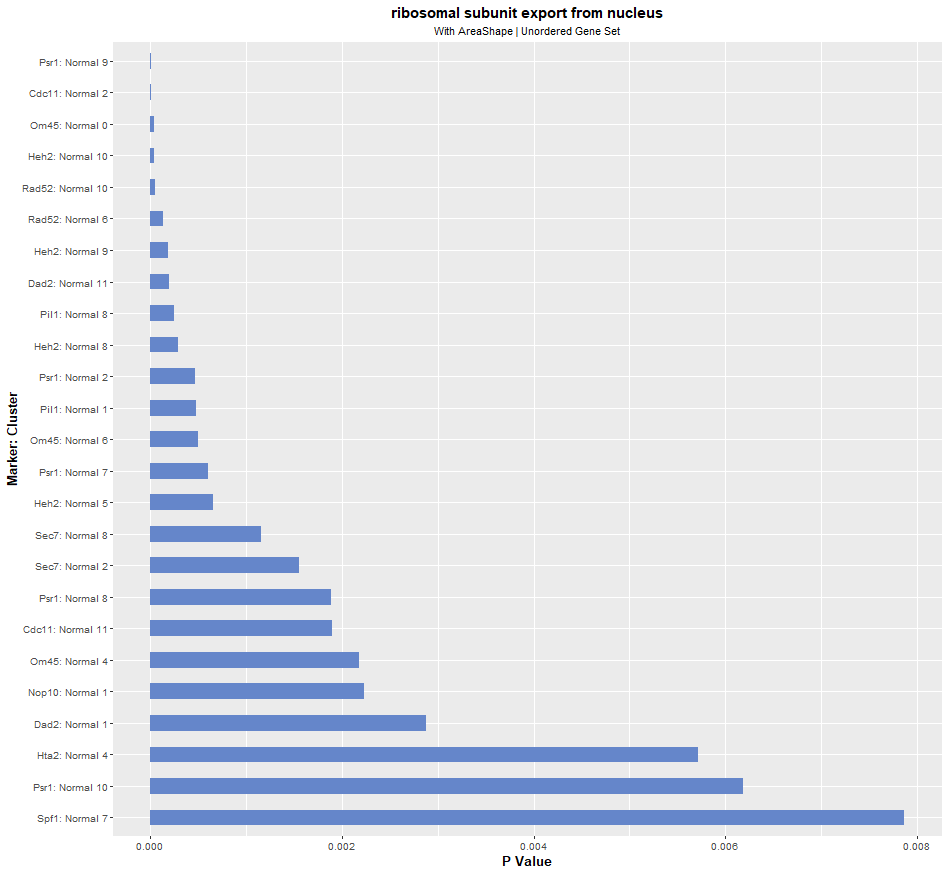 ribosomal subunit export from nucleus
With AreaShape | Unordered Gene Set
Marker: Cluster
Psr1: Normal 9
Cdc11: Normal 2
Om45: Normal 0
Heh2: Normal 10
Rad52: Normal 10
Rad52: Normal 6
Heh2: Normal 9
Dad2: Normal 11
Pil1: Normal 8
Heh2: Normal 8
Psr1: Normal 2
Pil1: Normal 1
Om45: Normal 6
Psr1: Normal 7
Heh2: Normal 5
Sec7: Normal 8
Sec7: Normal 2
Psr1: Normal 8
Cdc11: Normal 11
Om45: Normal 4
Nop10: Normal 1
Dad2: Normal 1
Hta2: Normal 4
Psr1: Normal 10
Spf1: Normal 7
0.000 0.002 0.004 0.006 0.008
P Value